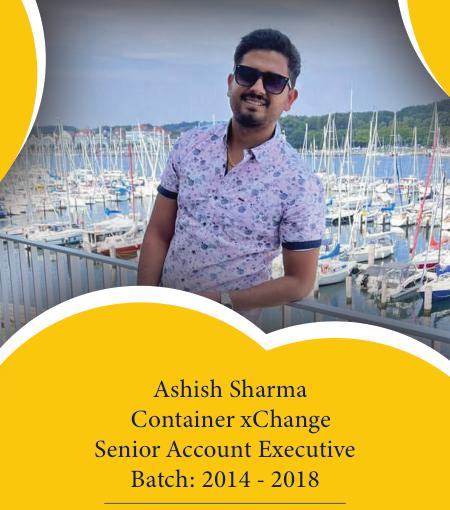 Ashish Sharma
Container xChange
Senior Account Executive
Batch: 2014 - 2018